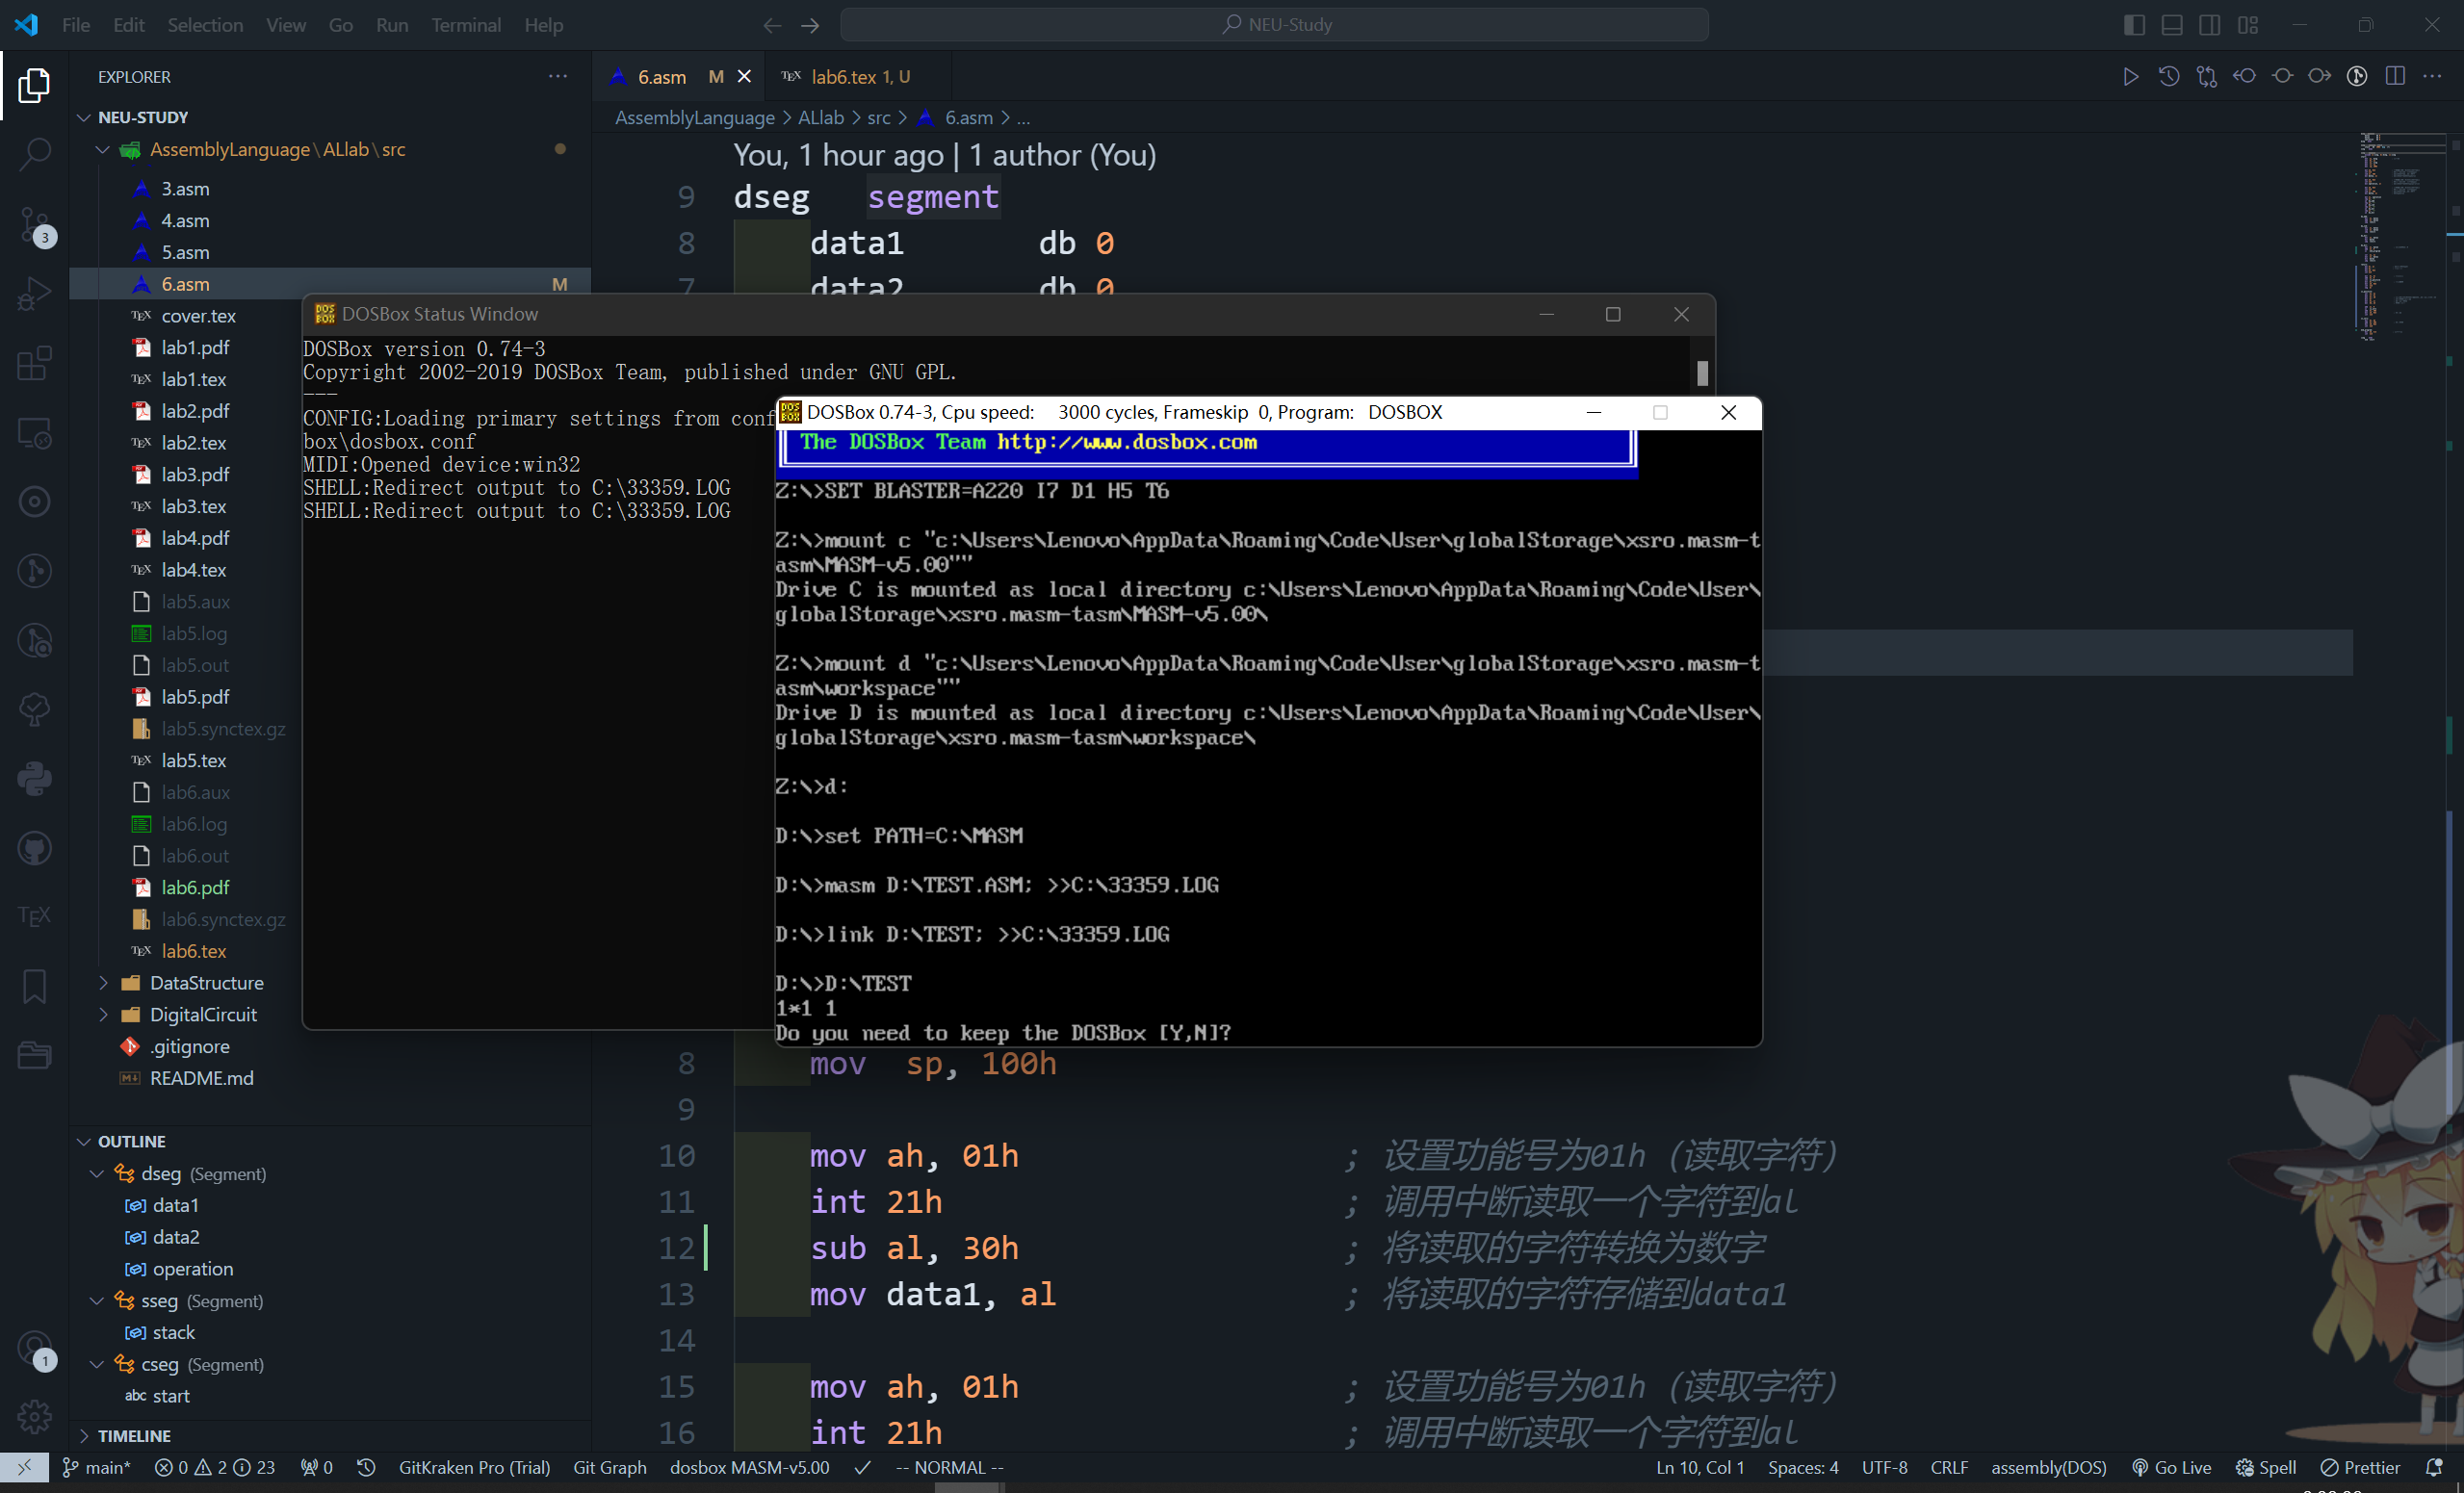 File Edit Selection View Go Run Terminal Help
NEU-Study
EXPLORER
NEU-STUDY
AssemblyLanguage\ALlab\src
3.asm
4.asm
5.asm
6.asm M
cover.tex
lab1.pdf
lab1.tex
lab2.pdf
lab2.tex
lab3.pdf
lab3.tex
lab4.pdf
lab4.tex
lab5.aux
lab5.log
lab5.out
lab5.pdf
lab5.synctex.gz
lab5.tex
lab6.aux
lab6.log
lab6.out
lab6.pdf
lab6.synctex.gz
lab6.tex
DataStructure
DigitalCircuit
.gitignore
README.md
OUTLINE
dseg (Segment)
data1
data2
operation
sseg (Segment)
stack
cseg (Segment)
abc start
TIMELINE
6.asm M
lab6.tex 1, U
AssemblyLanguage > ALlab > src > 6.asm > ...
You, 1 hour ago | 1 author (You)
9 dseg segment
8 data1 db 0
7 data2 db 0
DOSBox Status Window
DOSBox version 0.74-3
Copyright 2002-2019 DOSBox Team, published under GNU GPL.
---
CONFIG:Loading primary settings from conf
box\dosbox.conf
MIDI:Opened device:win32
SHELL:Redirect output to C:\33359.LOG
SHELL:Redirect output to C:\33359.LOG
DOSBox 0.74-3, Cpu speed: 3000 cycles, Frameskip 0, Program: DOSBOX
The DOSBox Team http://www.dosbox.com
Z:\>SET BLASTER=A220 I7 D1 H5 T6
Z:\>mount c "c:\Users\Lenovo\AppData\Roaming\Code\User\globalStorage\xsro.masm-t
asm\MASM-v5.00""
Drive C is mounted as local directory c:\Users\Lenovo\AppData\Roaming\Code\User\
globalStorage\xsro.masm-tasm\MASM-v5.00\
Z:\>mount d "c:\Users\Lenovo\AppData\Roaming\Code\User\globalStorage\xsro.masm-t
asm\workspace""
Drive D is mounted as local directory c:\Users\Lenovo\AppData\Roaming\Code\User\
globalStorage\xsro.masm-tasm\workspace\
Z:\>d:
D:\>set PATH=C:\MASM
D:\>masm D:\TEST.ASM; >>C:\33359.LOG
D:\>link D:\TEST; >>C:\33359.LOG
D:\>D:\TEST
1*1 1
Do you need to keep the DOSBox [Y,N]?
8 mov sp, 100h
9
10 mov ah, 01h ; 设置功能号为01h (读取字符)
11 int 21h ; 调用中断读取一个字符到al
12 sub al, 30h ; 将读取的字符转换为数字
13 mov data1, al ; 将读取的字符存储到data1
14
15 mov ah, 01h ; 设置功能号为01h (读取字符)
16 int 21h ; 调用中断读取一个字符到al
main* 0 2 23 0 GitKraken Pro (Trial) Git Graph dosbox MASM-v5.00 -- NORMAL -- Ln 10, Col 1 Spaces: 4 UTF-8 CRLF assembly(DOS) Go Live Spell Prettier